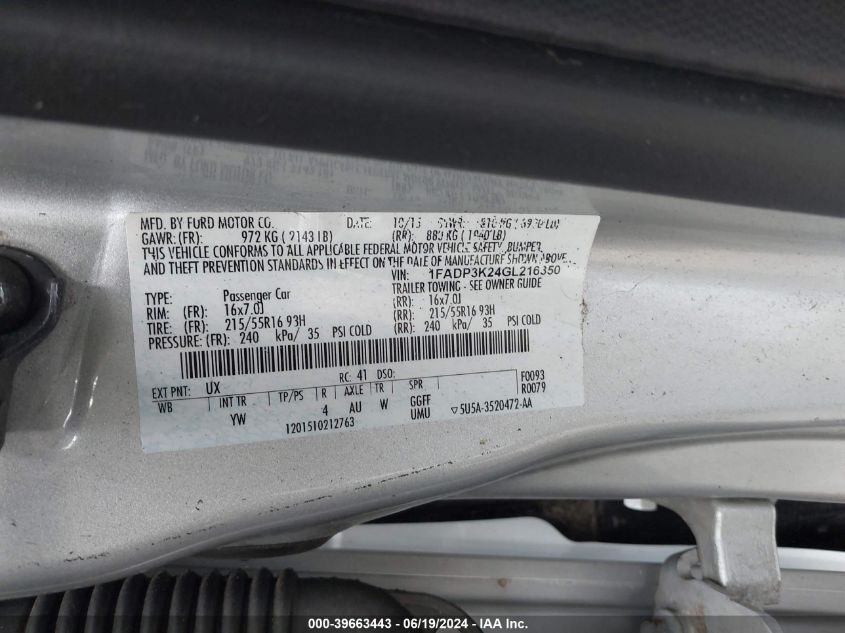 MFD. BY FURD MOTOR CO. DATE: 10/15 GVWR:
GAWR: (FR): 972 KG ( 2143 LB) (RR): 880 KG ( 1940 LB)
THIS VEHICLE CONFORMS TO ALL APPLICABLE FEDERAL MOTOR VEHICLE SAFETY, BUMPER,
AND THEFT PREVENTION STANDARDS IN EFFECT ON THE DATE OF MANUFACTURE SHOWN ABOVE.
VIN: 1FADP3K24GL216350
TYPE: Passenger Car TRAILER TOWING - SEE OWNER GUIDE
RIM: (FR): 16x7.0J (RR): 16x7.0J
TIRE: (FR): 215/55R16 93H (RR): 215/55R16 93H
PRESSURE: (FR): 240 kPa/ 35 PSI COLD (RR): 240 kPa/ 35 PSI COLD
EXT PNT: UX RC: 41 DSO: F0093
WB INT TR TP/PS R AXLE TR SPR R0079
YW 4 AU W GGFF
UMU ▽5U5A-3520472-AA
1201510212763
000-39663443 - 06/19/2024 - IAA Inc.